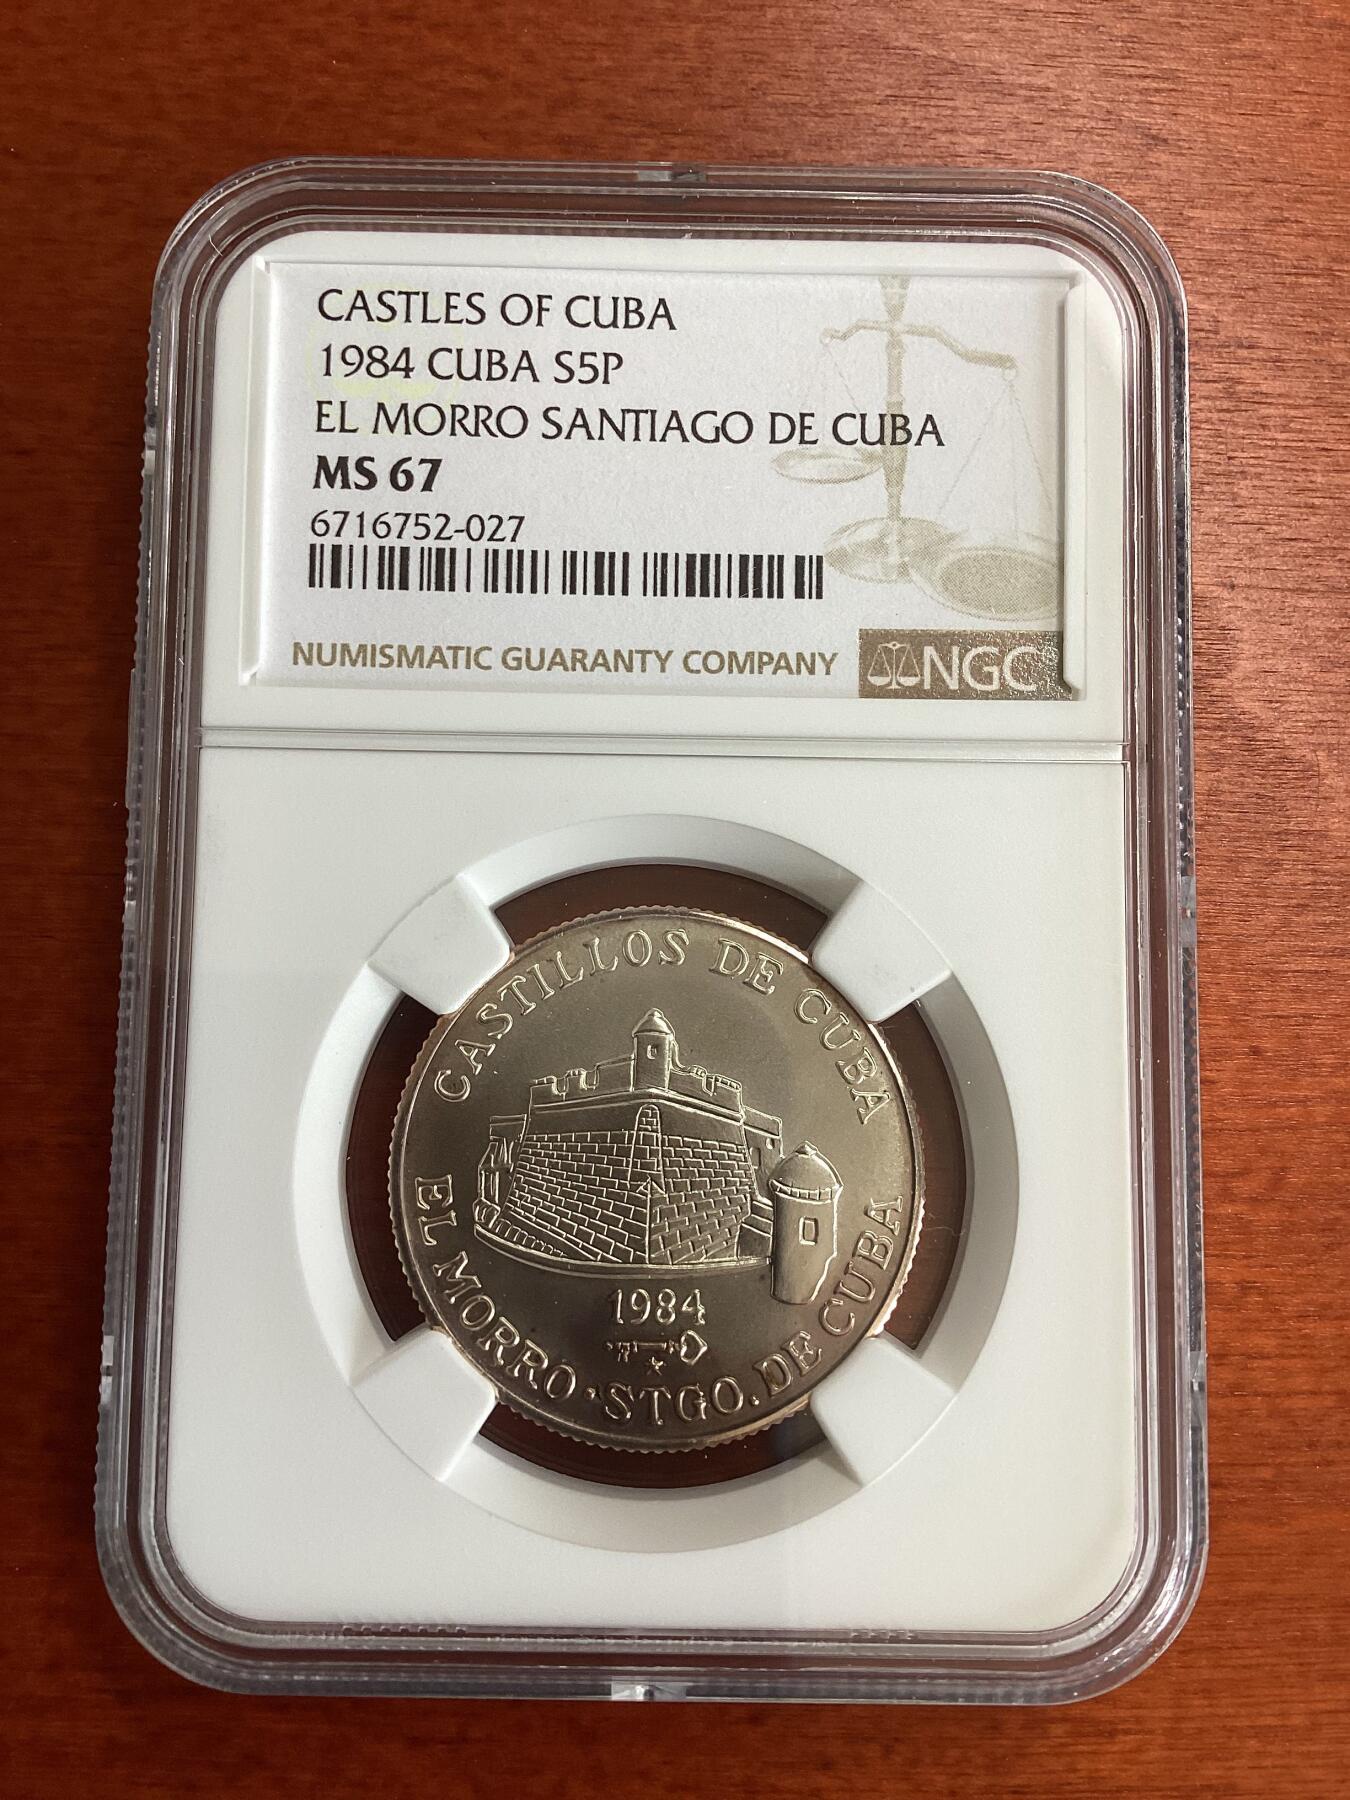 CASTLES OF CUBA
1984 CUBA S5P
EL MORRO SANTIAGO DE CUBA
MS 67
6716752-027
NUMISMATIC GUARANTY COMPANY
NGC
CASTILLOS DE CUBA
1984
EL MORRO · STGO. DE CUBA